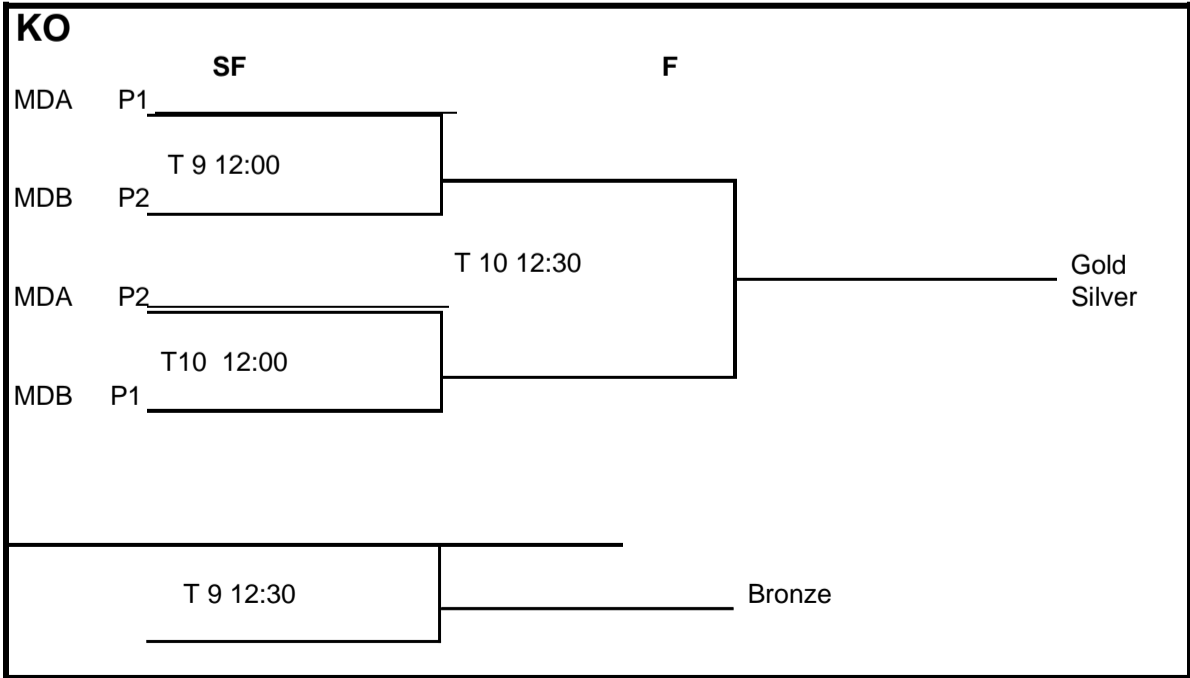 KO
SF F
MDA P1
T 9 12:00
MDB P2
T 10 12:30
Gold
MDA P2
Silver
T10 12:00
MDB P1
T 9 12:30
Bronze